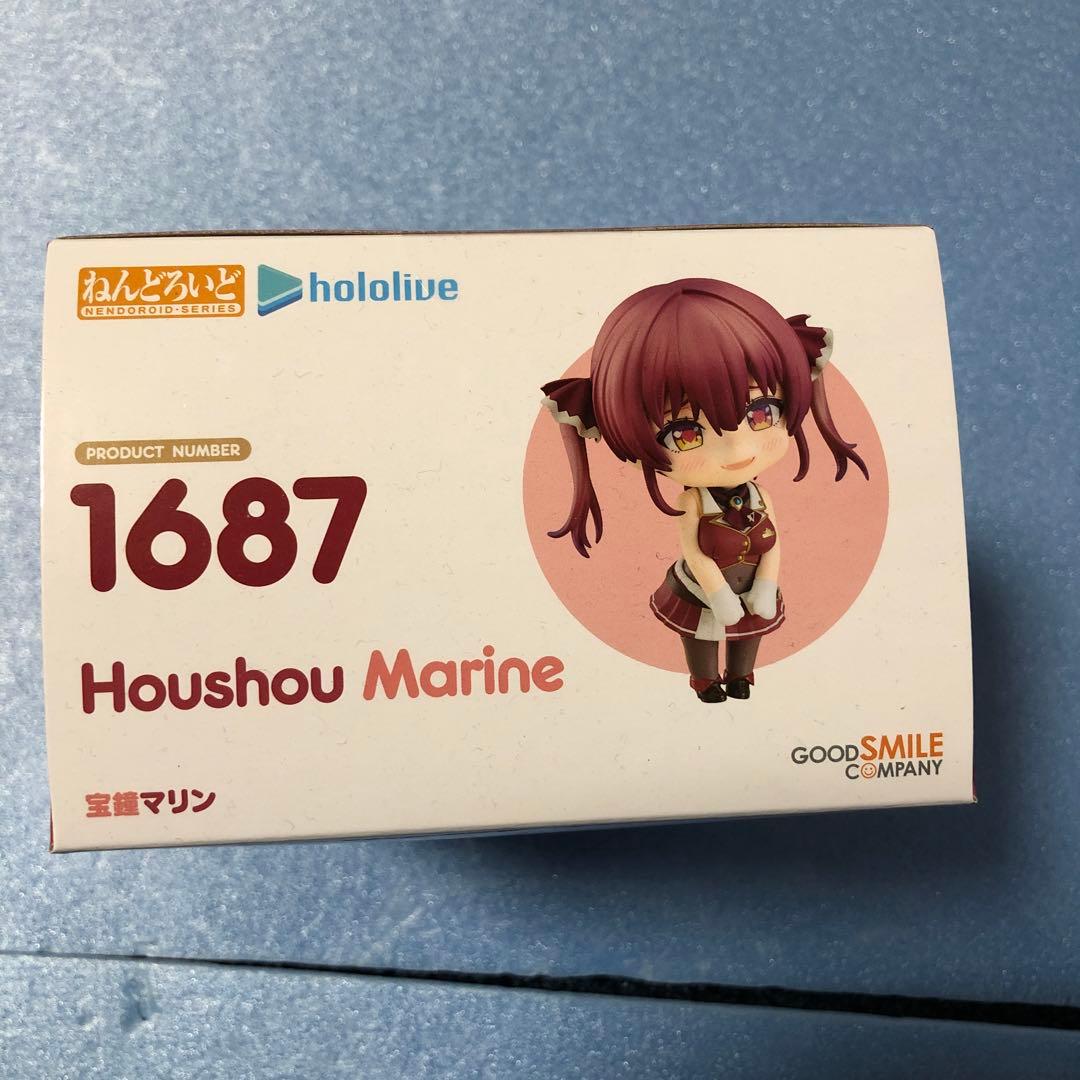 ねんどろいど
NENDOROID·SERIES
hololive
PRODUCT NUMBER
1687
Houshou Marine
宝鐘マリン
GOOD SMILE
COMPANY